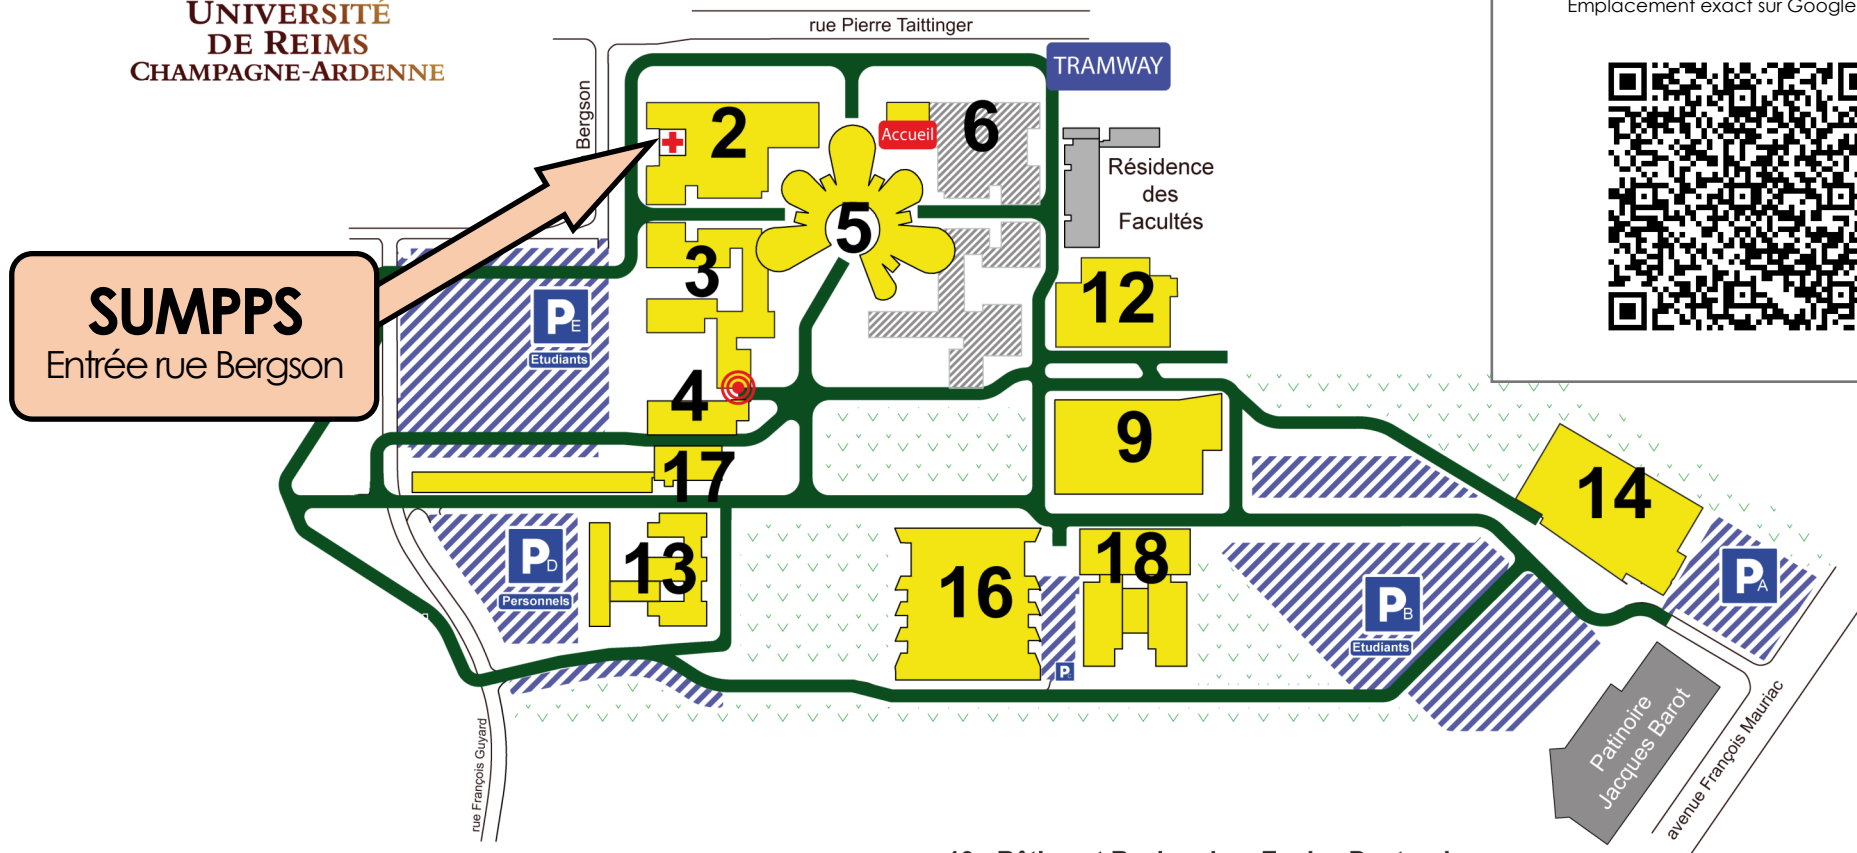 UNIVERSITÉ
DE REIMS
CHAMPAGNE-ARDENNE
rue Pierre Taittinger
Emplacement exact sur Google
TRAMWAY
Bergson
2
Accueil
6
Résidence
des
Facultés
5
3
12
SUMPPS
Entrée rue Bergson
PE
Etudiants
4
9
17
14
PD
Personnels
13
16
18
PA
PB
Etudiants
P
Patinoire
Jacques Barot
avenue François Mauriac
rue François Guyard